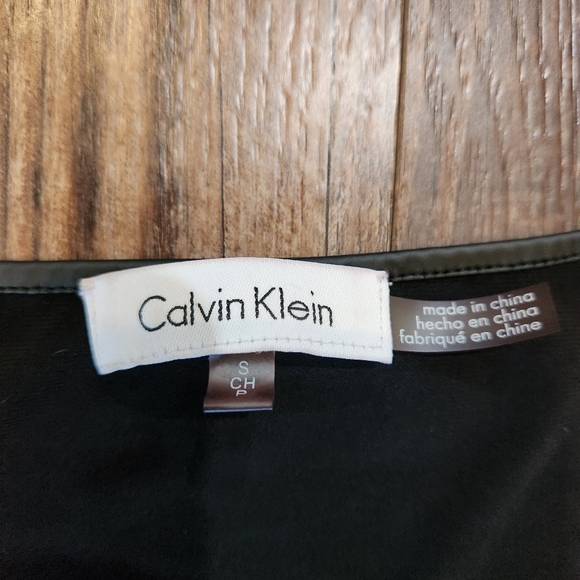 Calvin Klein
made in china
hecho en china
fabriqué en chine
S
CH
P